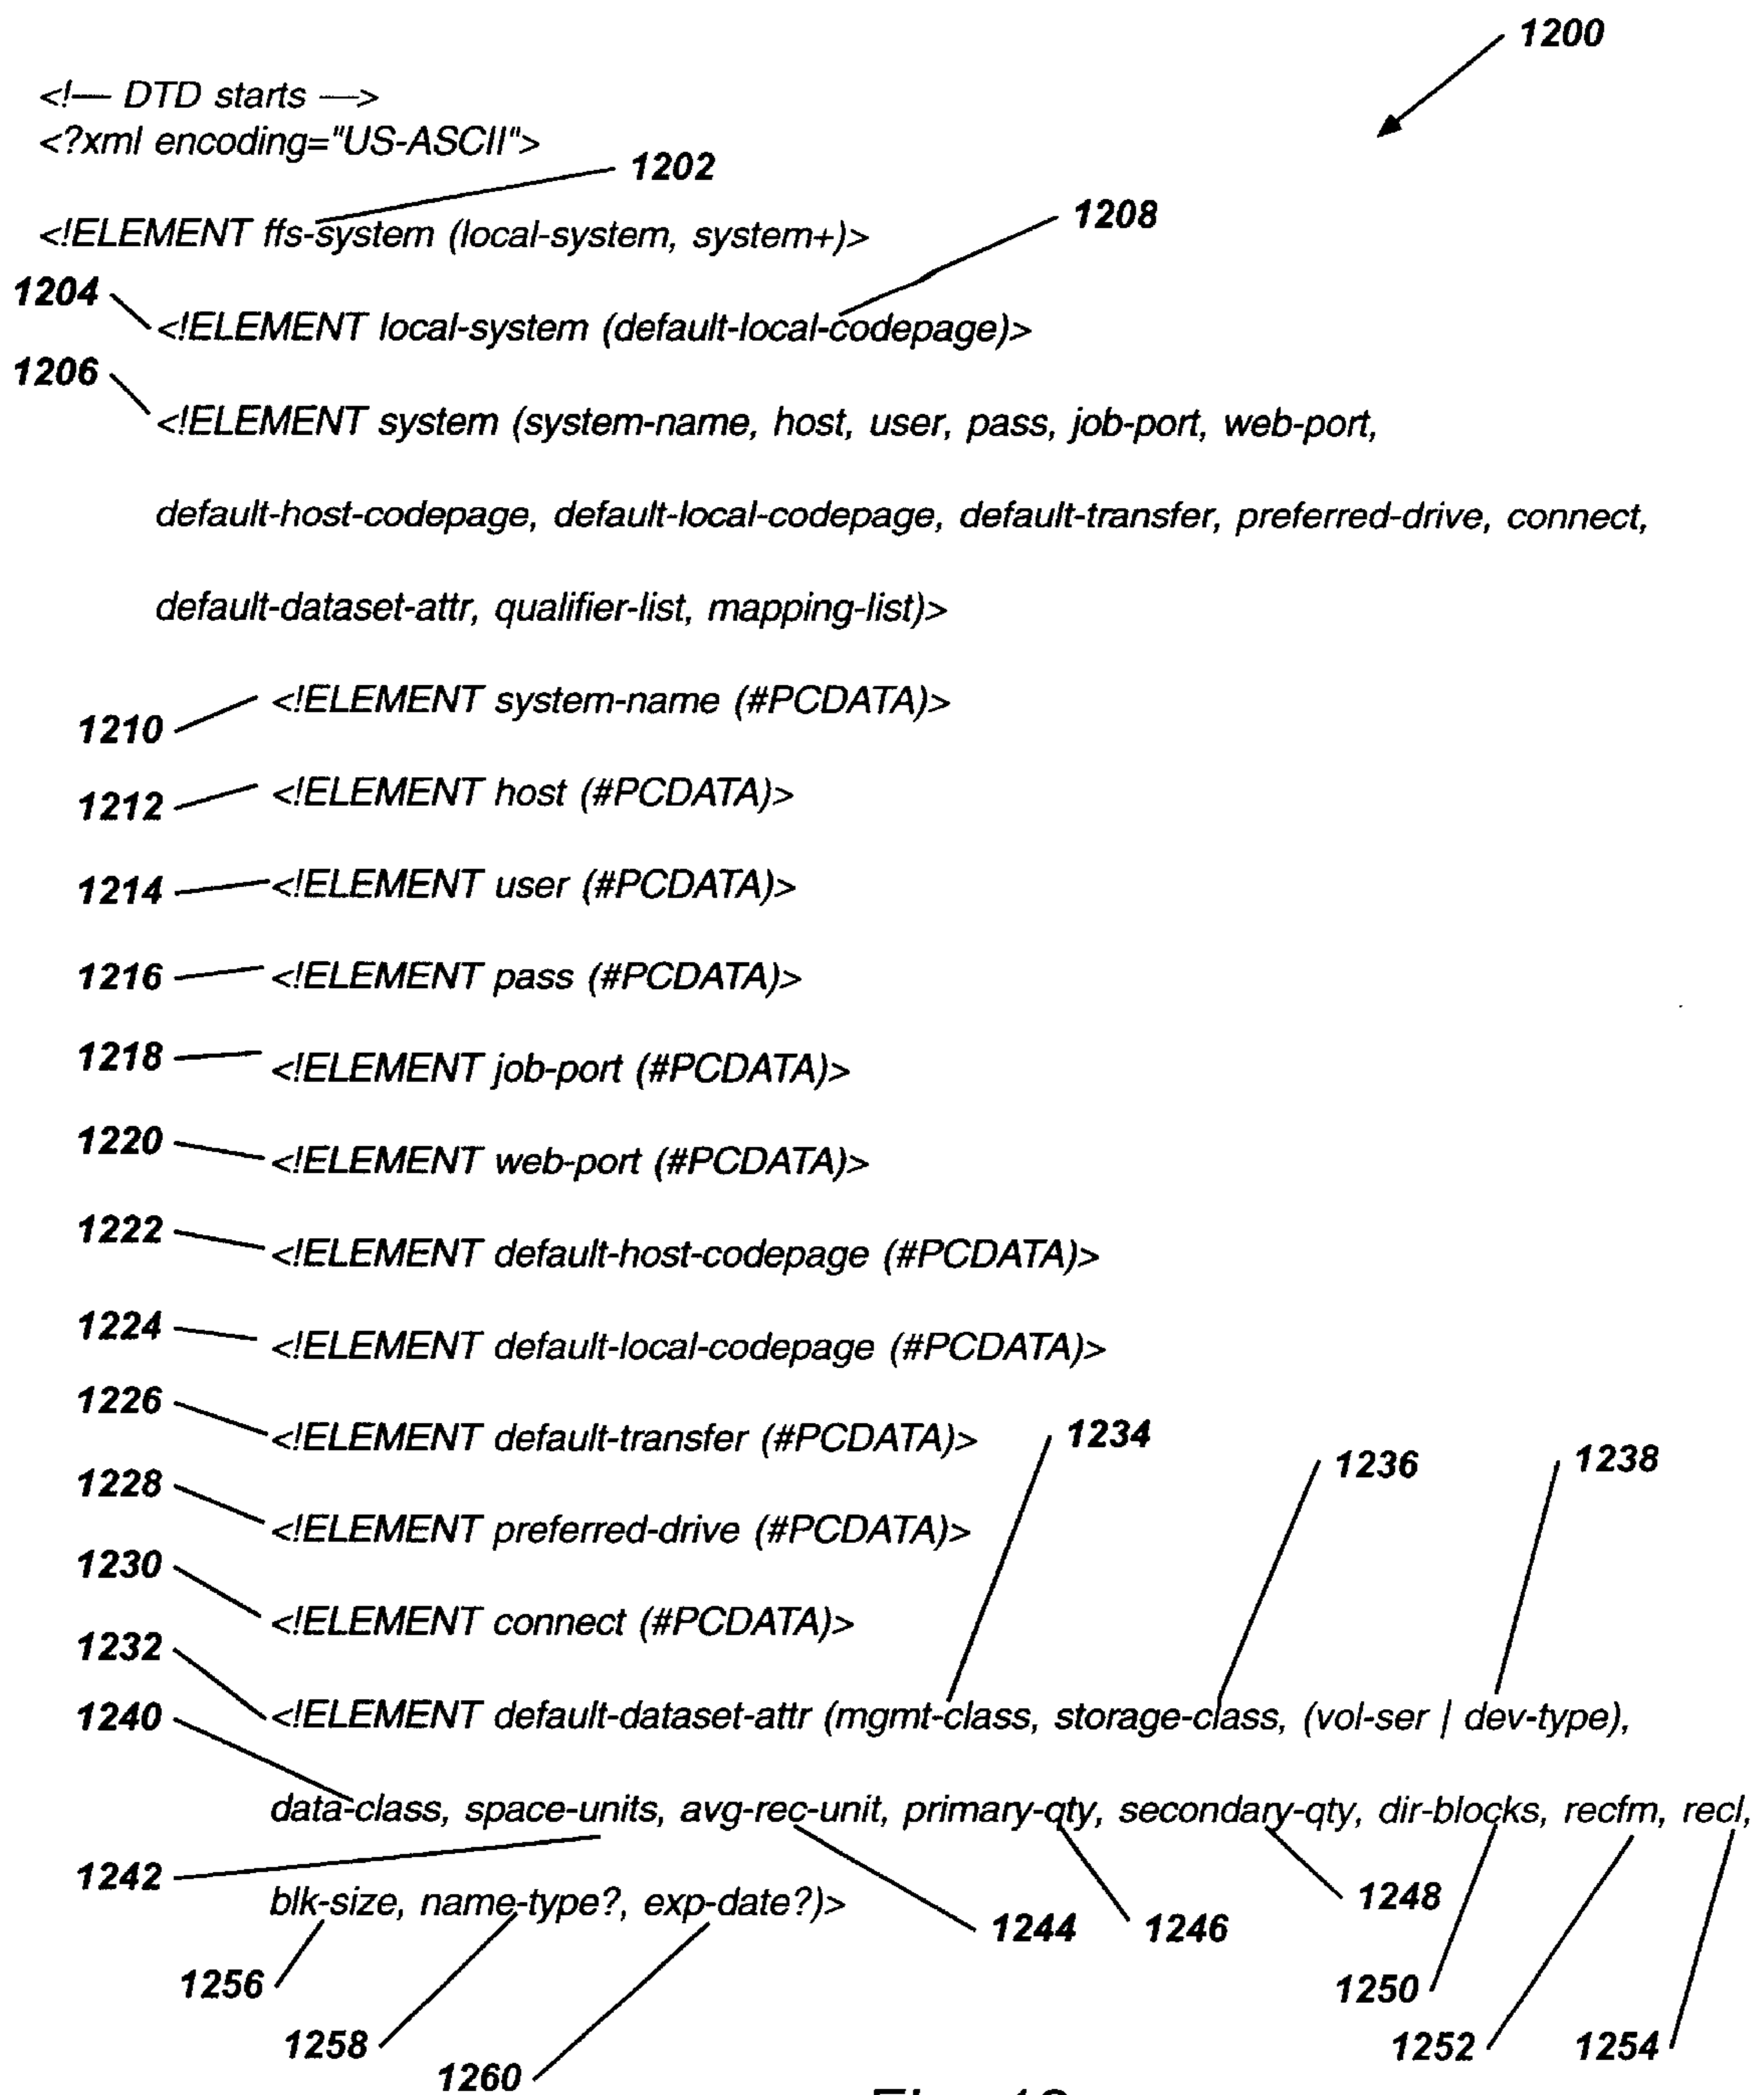 1200
<!— DTD starts —>
<?xml encoding="US-ASCII">
1202
<!ELEMENT ffs-system (local-system, system+)>
1208
1204
<!ELEMENT local-system (default-local-codepage)>
1206
<!ELEMENT system (system-name, host, user, pass, job-port, web-port,
default-host-codepage, default-local-codepage, default-transfer, preferred-drive, connect,
default-dataset-attr, qualifier-list, mapping-list)>
1210 <!ELEMENT system-name (#PCDATA)>
1212 <!ELEMENT host (#PCDATA)>
1214 <!ELEMENT user (#PCDATA)>
1216 <!ELEMENT pass (#PCDATA)>
1218 <!ELEMENT job-port (#PCDATA)>
1220 <!ELEMENT web-port (#PCDATA)>
1222 <!ELEMENT default-host-codepage (#PCDATA)>
1224 <!ELEMENT default-local-codepage (#PCDATA)>
1226 <!ELEMENT default-transfer (#PCDATA)> 1234 1236 1238
1228 <!ELEMENT preferred-drive (#PCDATA)>
1230 <!ELEMENT connect (#PCDATA)>
1232
1240 <!ELEMENT default-dataset-attr (mgmt-class, storage-class, (vol-ser | dev-type),
data-class, space-units, avg-rec-unit, primary-qty, secondary-qty, dir-blocks, recfm, recl,
1242
blk-size, name-type?, exp-date?)>
1244 1246 1248
1256 1250
1258 1252 1254
1260